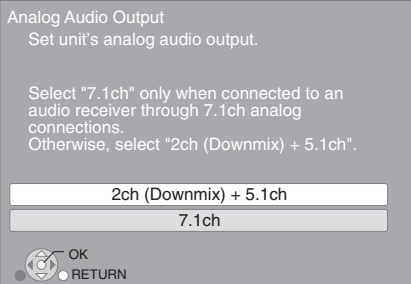 Analog Audio Output
Set unit's analog audio output.
Select "7.1ch" only when connected to an
audio receiver through 7.1ch analog
connections.
Otherwise, select "2ch (Downmix) + 5.1ch".
2ch (Downmix) + 5.1ch
7.1ch
OK
RETURN